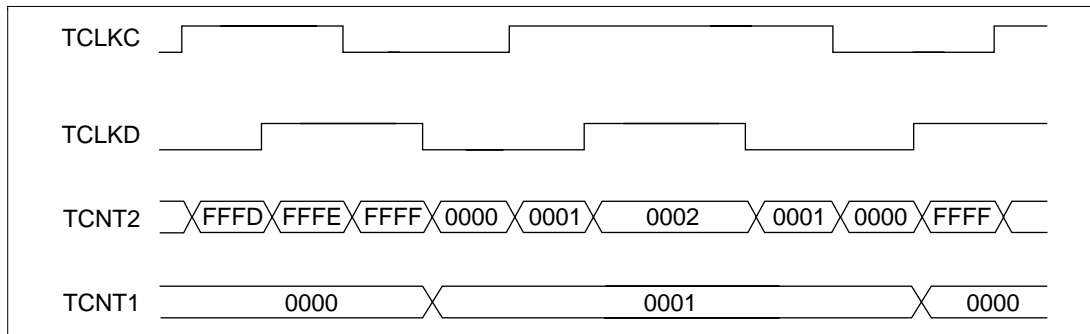 TCLKC
TCLKD
TCNT2 FFFD FFFE FFFF 0000 0001 0002 0001 0000 FFFF
TCNT1 0000 0001 0000